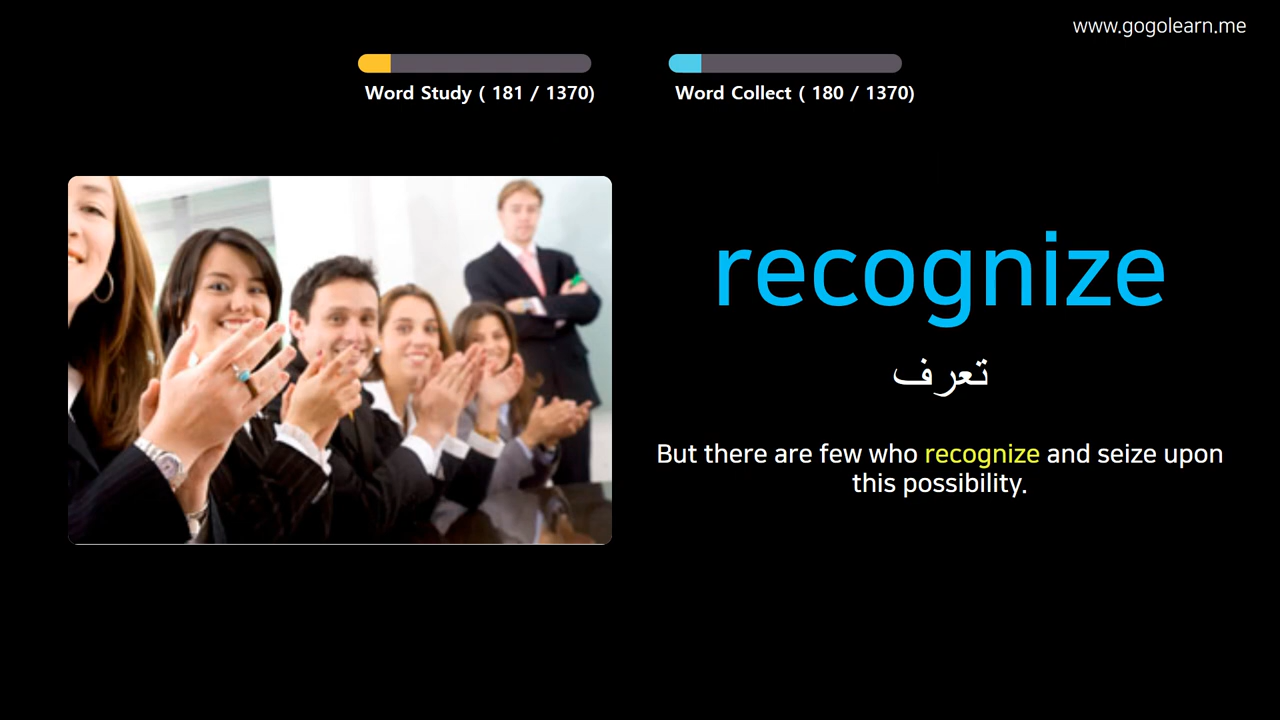 www.gogolearn.me
Word Study ( 181 / 1370)
Word Collect ( 180 / 1370)
recognize
تعرف
But there are few who recognize and seize upon
this possibility.